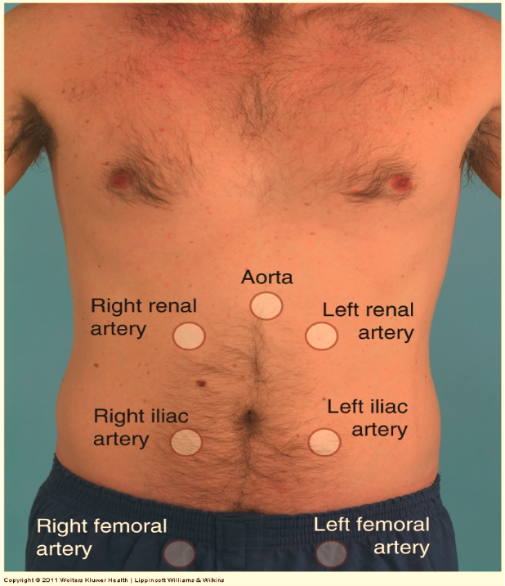 Aorta
Right renal
artery
Left renal
artery
Right iliac
artery
Left iliac
artery
Right femoral
artery
Left femoral
artery
Copyright © 2011 Wolters Kluwer Health | Lippincott Williams & Wilkins